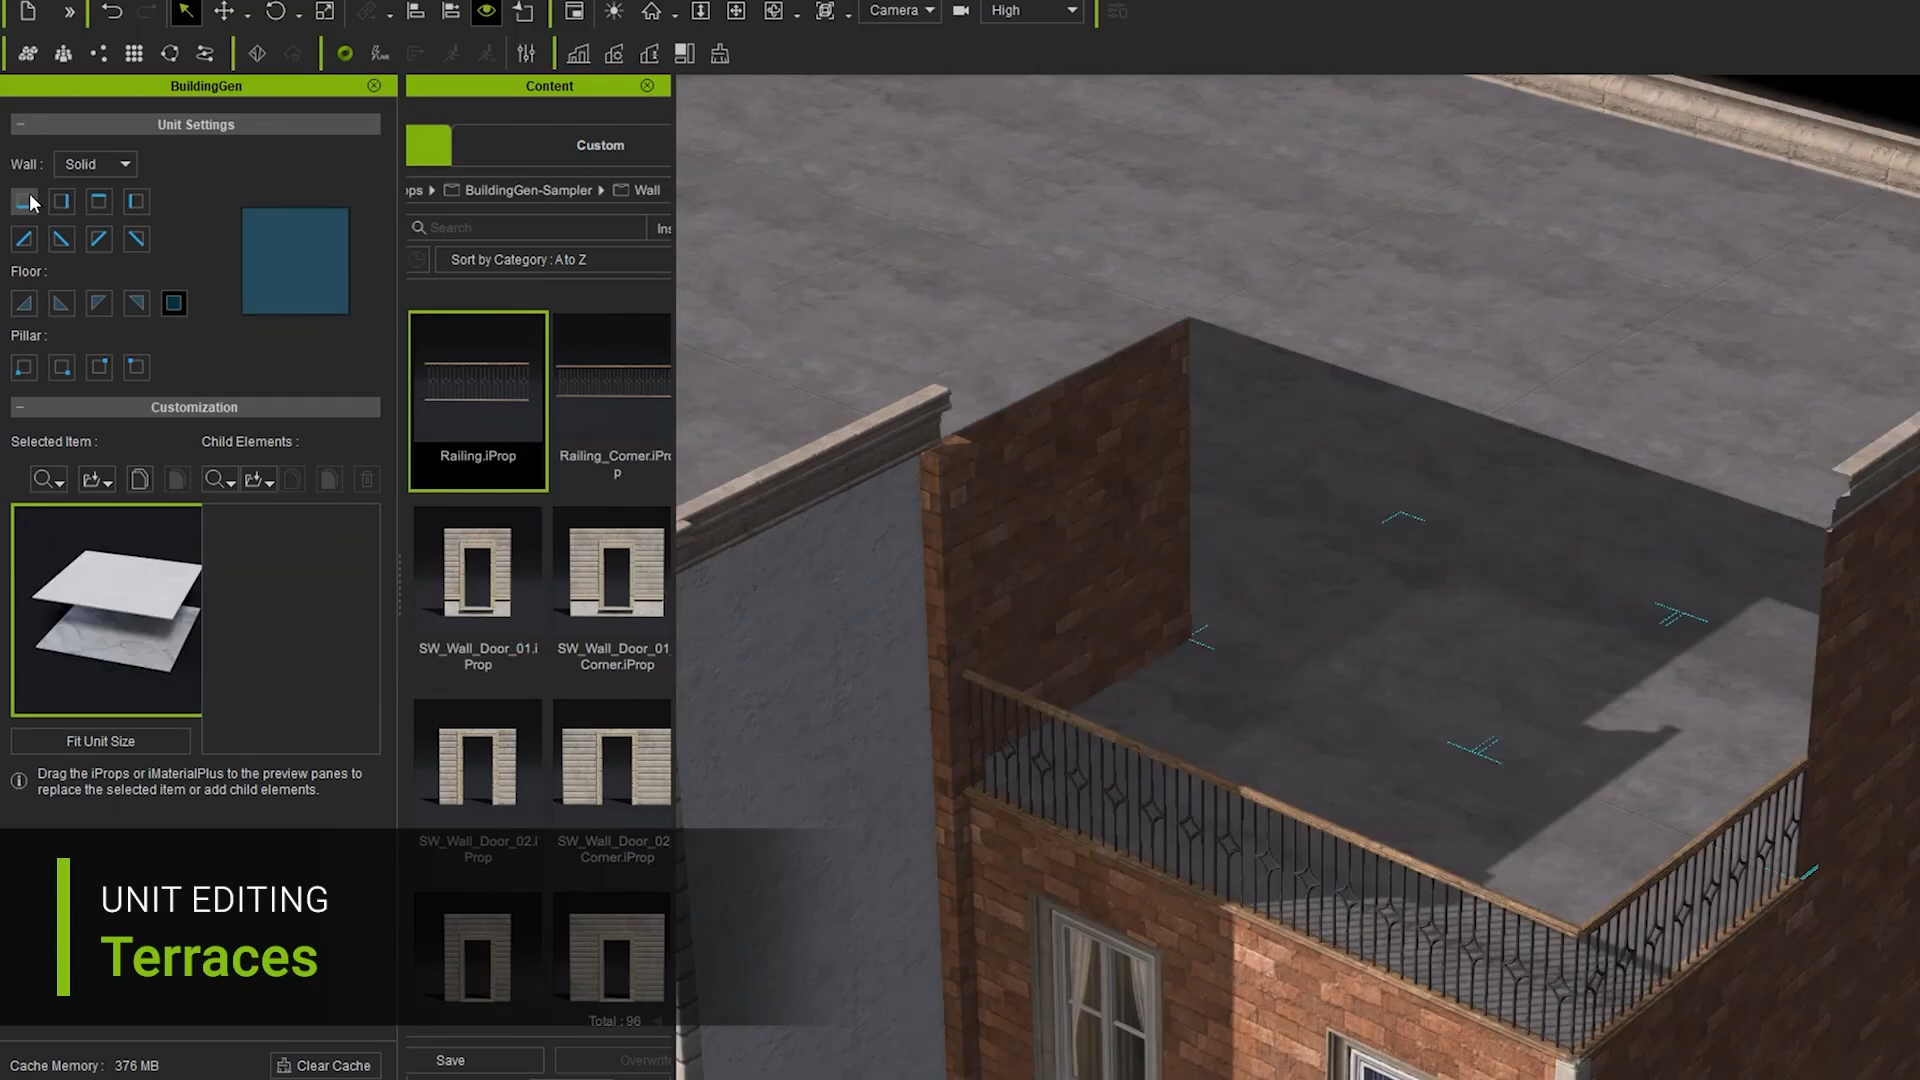 Camera
High
BuildingGen
Content
Unit Settings
Wall :
Solid
Floor :
Pillar :
Customization
Selected Item :
Child Elements :
Fit Unit Size
Drag the iProps or iMaterialPlus to the preview panes to
replace the selected item or add child elements.
UNIT EDITING
Terraces
Cache Memory : 376 MB
Clear Cache
Custom
ops
BuildingGen-Sampler
Wall
Search
Ins
Sort by Category : A to Z
Railing.iProp
Railing_Corner.iPro
p
SW_Wall_Door_01.i
Prop
SW_Wall_Door_01_
Corner.iProp
SW_Wall_Door_02.i
Prop
SW_Wall_Door_02
Corner.iProp
Total : 96
Save
Overwrite